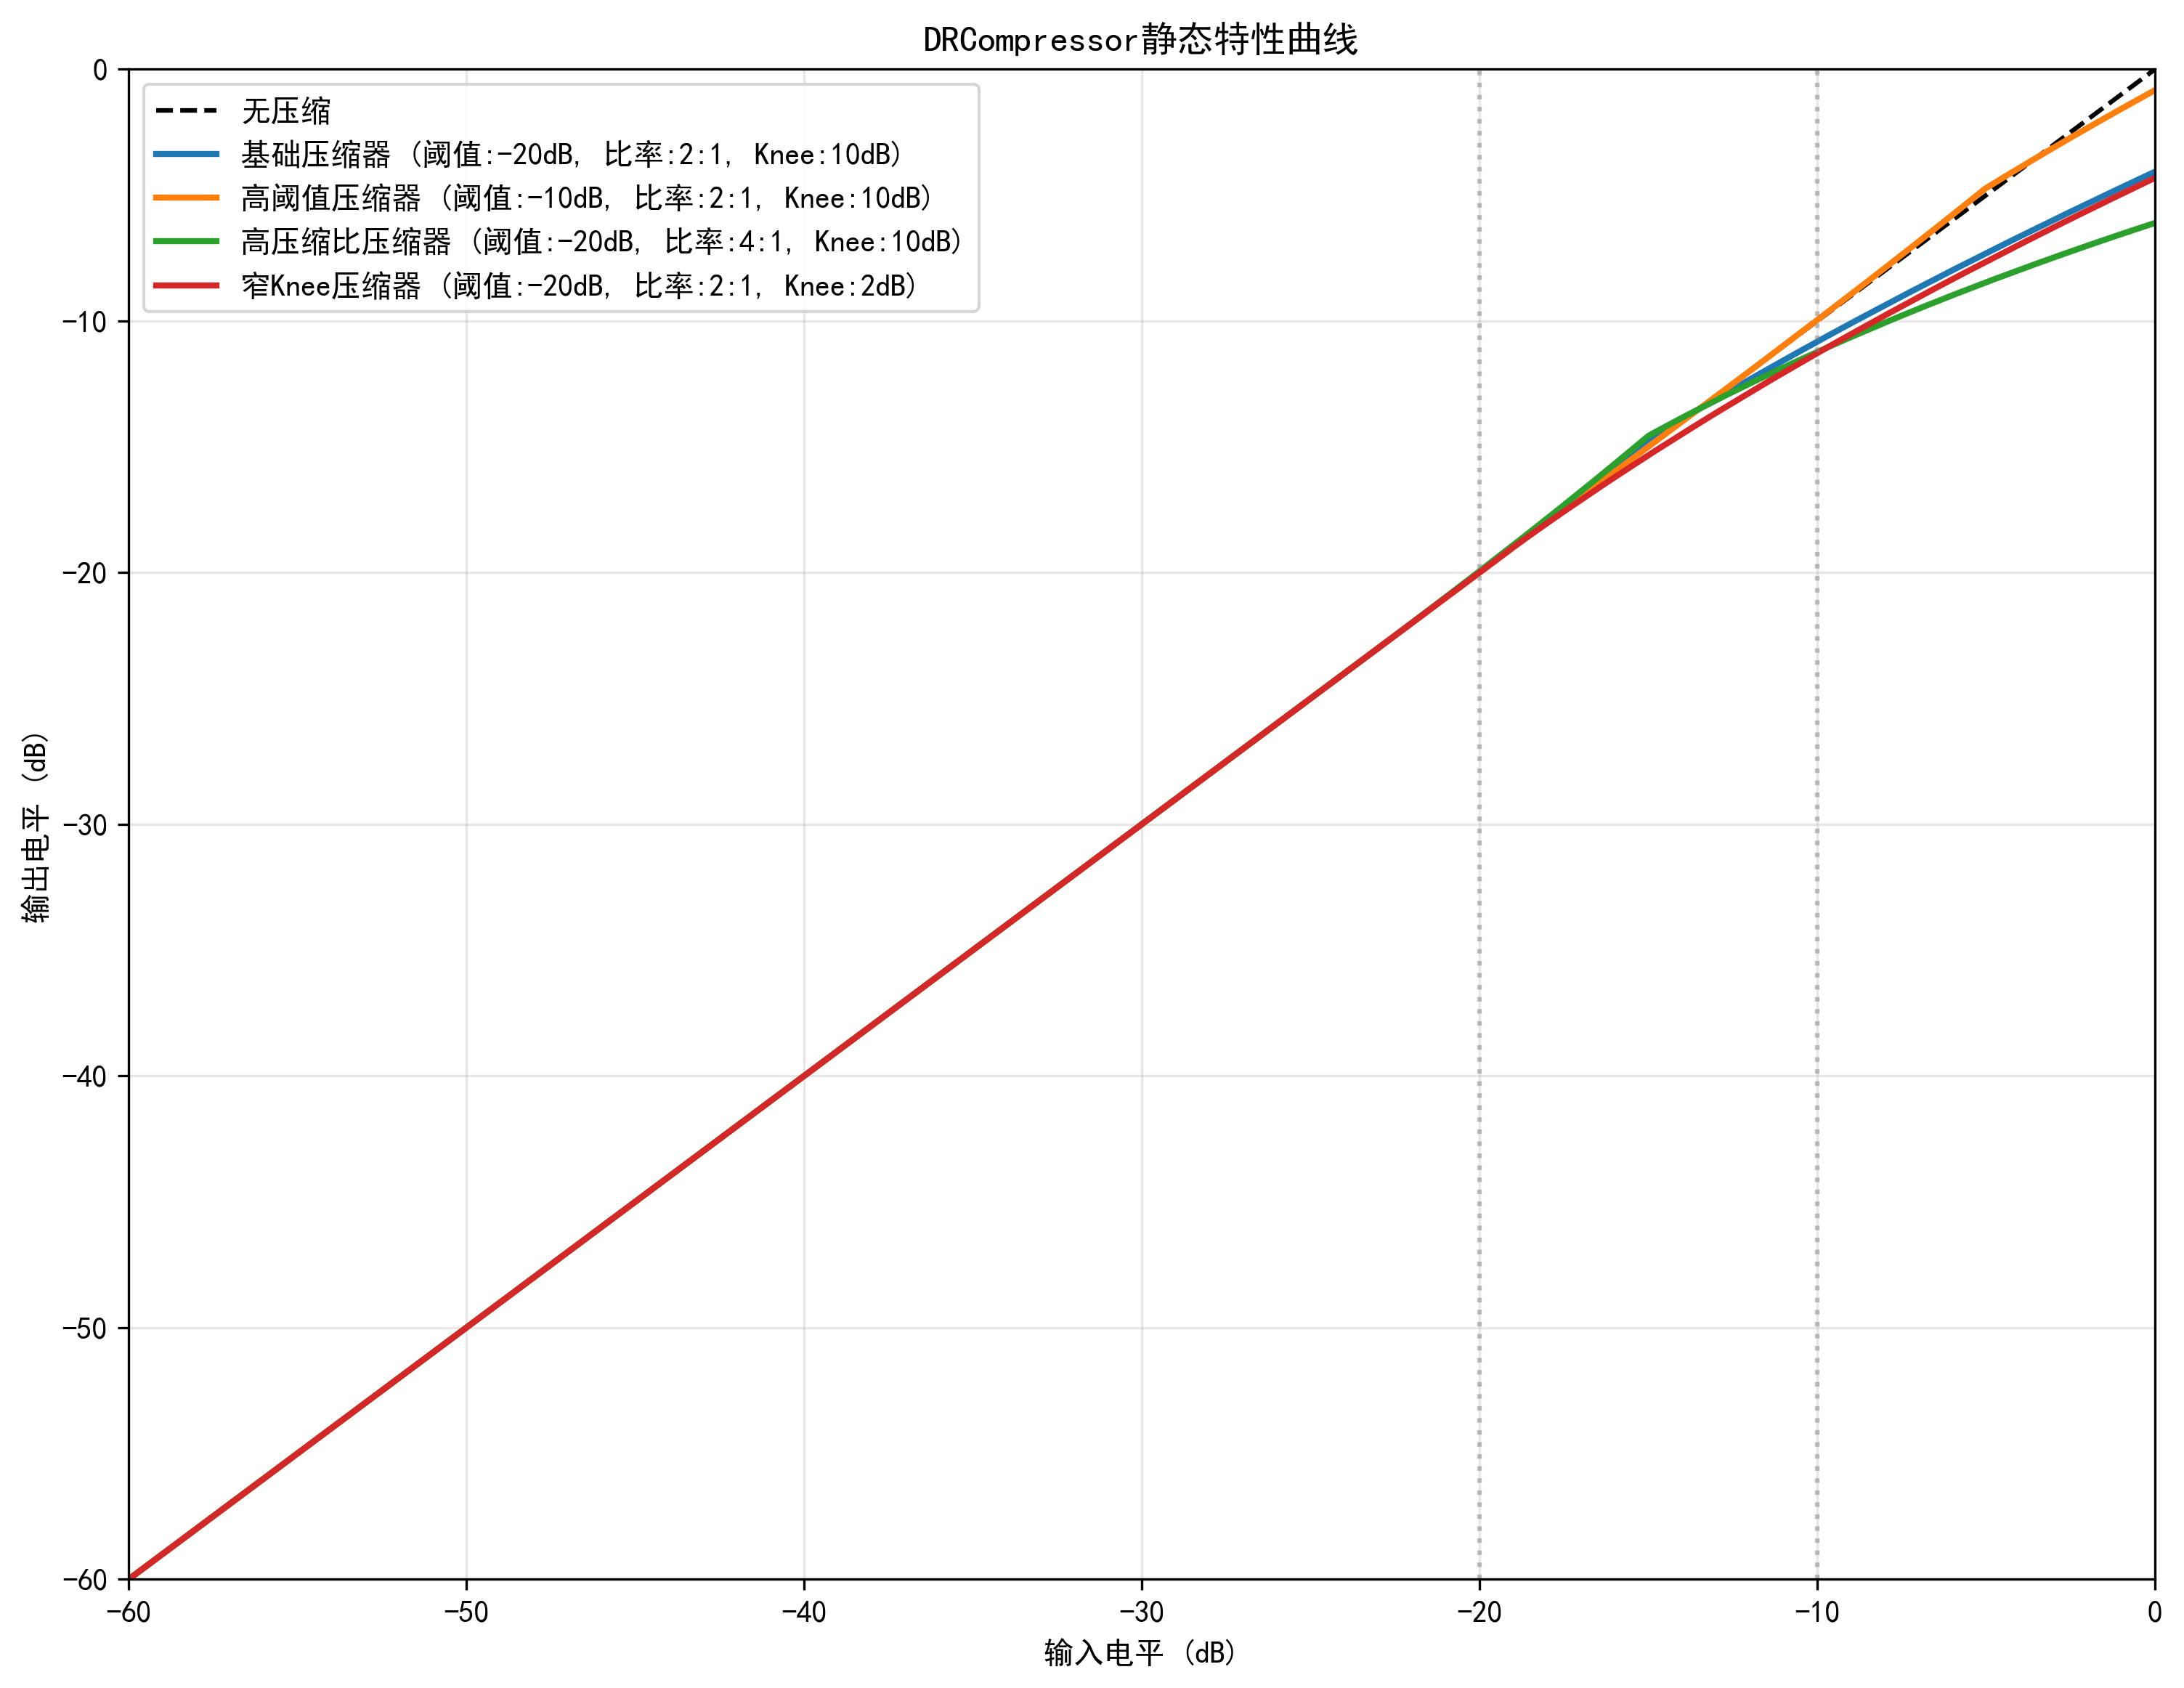 DRCompressor静态特性曲线
无压缩
基础压缩器 (阈值:-20dB, 比率:2:1, Knee:10dB)
高阈值压缩器 (阈值:-10dB, 比率:2:1, Knee:10dB)
高压缩比压缩器 (阈值:-20dB, 比率:4:1, Knee:10dB)
窄Knee压缩器 (阈值:-20dB, 比率:2:1, Knee:2dB)
0
-10
-20
-30
-40
-50
-60
输出电平 (dB)
-60
-50
-40
-30
-20
-10
0
输入电平 (dB)